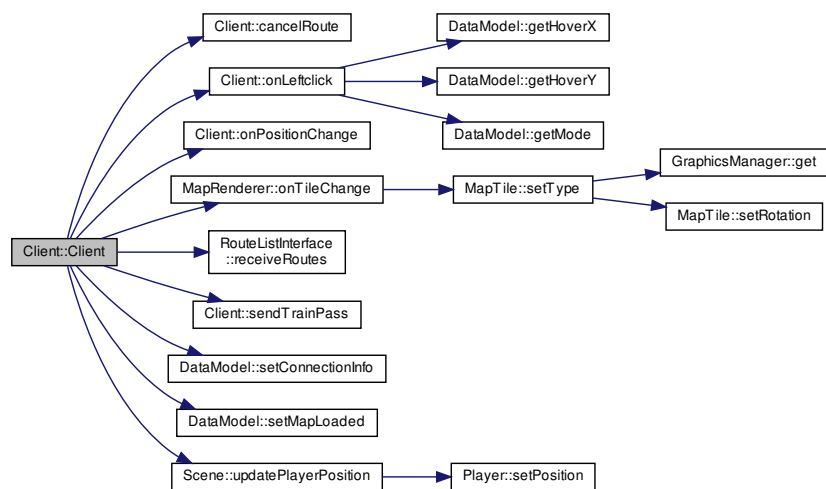 Client::cancelRoute
DataModel::getHoverX
Client::onLeftclick
DataModel::getHoverY
Client::onPositionChange
DataModel::getMode
GraphicsManager::get
MapRenderer::onTileChange
MapTile::setType
MapTile::setRotation
Client::Client
RouteListInterface
::receiveRoutes
Client::sendTrainPass
DataModel::setConnectionInfo
DataModel::setMapLoaded
Scene::updatePlayerPosition
Player::setPosition